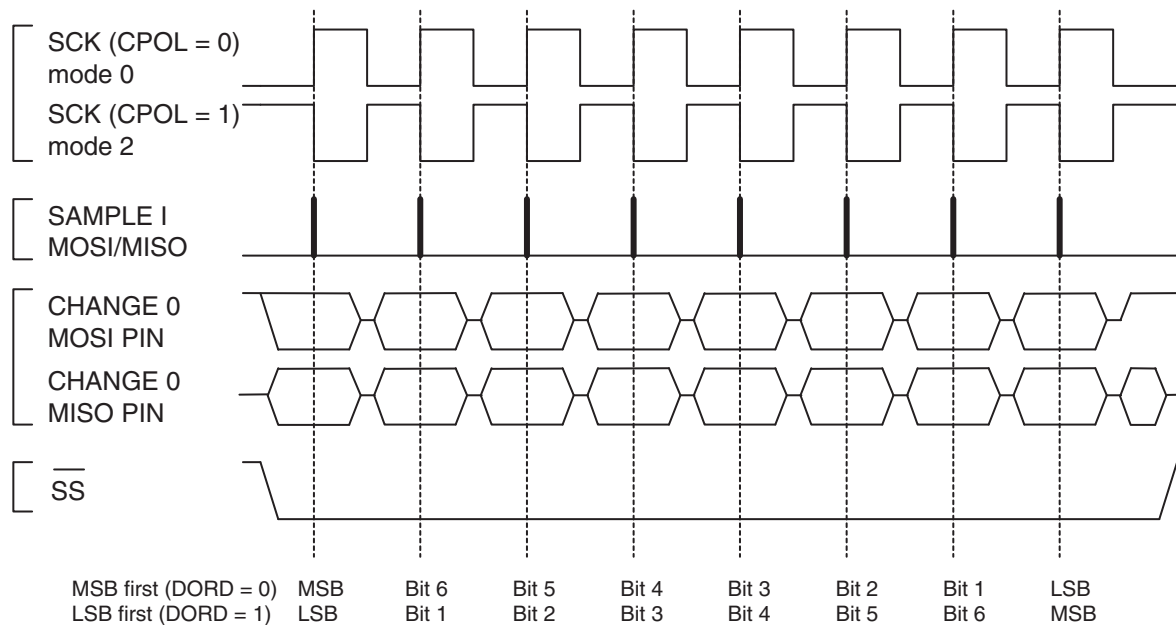 SCK (CPOL = 0)
mode 0
SCK (CPOL = 1)
mode 2
SAMPLE I
MOSI/MISO
CHANGE 0
MOSI PIN
CHANGE 0
MISO PIN
SS
MSB first (DORD = 0) MSB Bit 6 Bit 5 Bit 4 Bit 3 Bit 2 Bit 1 LSB
LSB first (DORD = 1) LSB Bit 1 Bit 2 Bit 3 Bit 4 Bit 5 Bit 6 MSB